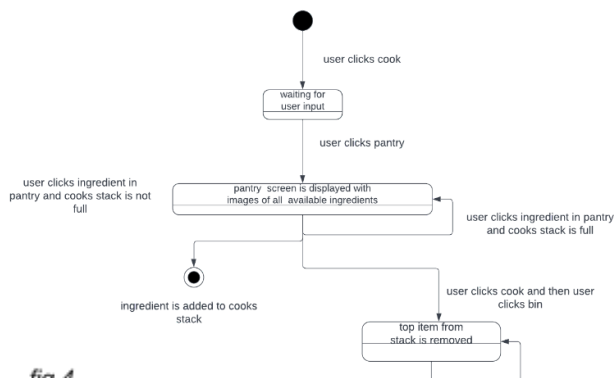 user clicks cook
waiting for
user input
user clicks pantry
user clicks ingredient in
pantry and cooks stack is not
full
pantry screen is displayed with
images of all available ingredients
user clicks ingredient in pantry
and cooks stack is full
ingredient is added to cooks
stack
user clicks cook and then user
clicks bin
top item from
stack is removed
fig 4